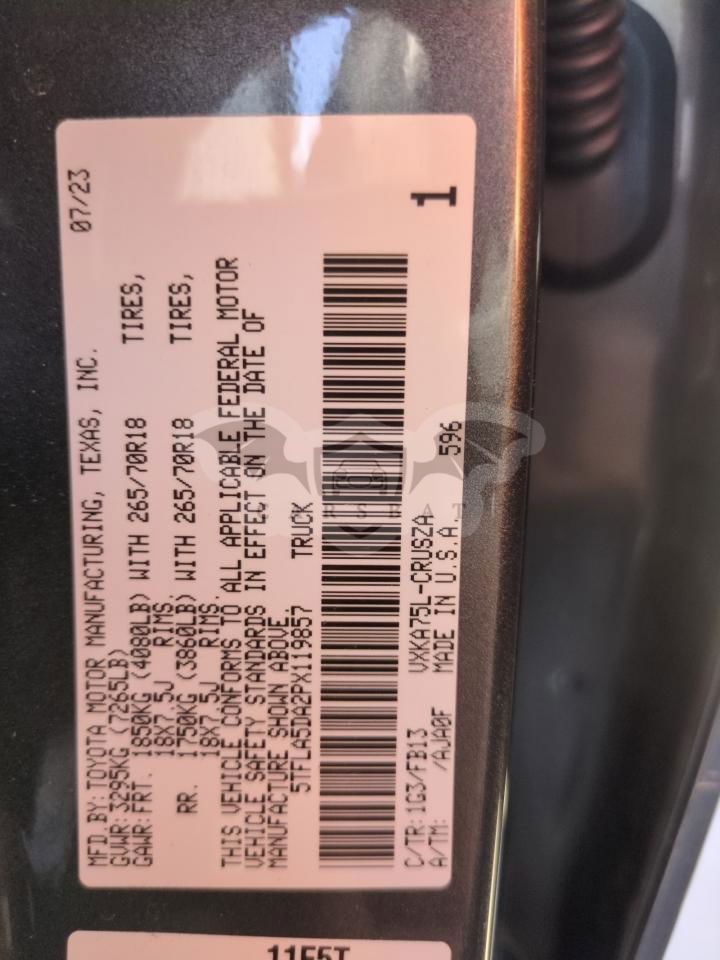 MFD.BY: TOYOTA MOTOR MANUFACTURING, TEXAS, INC. 07/23
GVWR: 3295KG (7265LB)
GAWR: FRT. 1850KG (4080LB) WITH 265/70R18 TIRES,
18X7.5J RIMS.
RR. 1750KG (3860LB) WITH 265/70R18 TIRES,
18X7.5J RIMS.
THIS VEHICLE CONFORMS TO ALL APPLICABLE FEDERAL MOTOR
VEHICLE SAFETY STANDARDS IN EFFECT ON THE DATE OF
MANUFACTURE SHOWN ABOVE
5TFLA5DA2PX119857 TRUCK
C/TR: 1G3/FB13 VXKA75L-CRUSZA 1
A/TM: /AJA0F MADE IN U.S.A. 596
11F5T